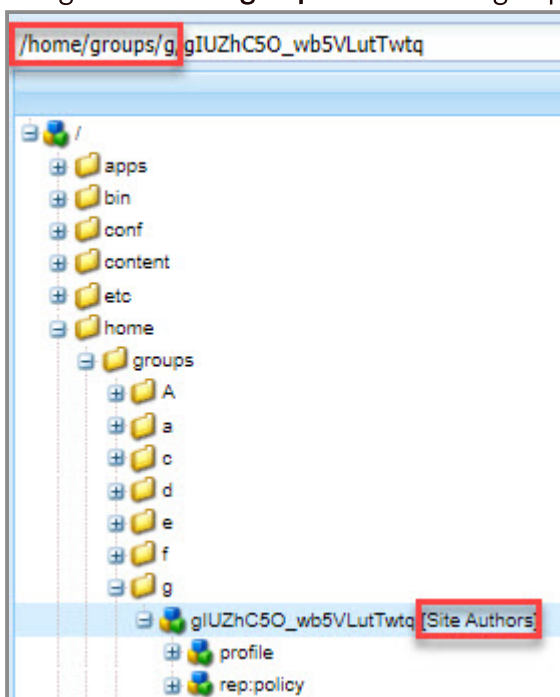 /home/groups/g/gIUZhC5O_wb5VLutTwtq
/
apps
bin
conf
content
etc
home
groups
A
a
c
d
e
f
g
gIUZhC5O_wb5VLutTwtq [Site Authors]
profile
rep:policy